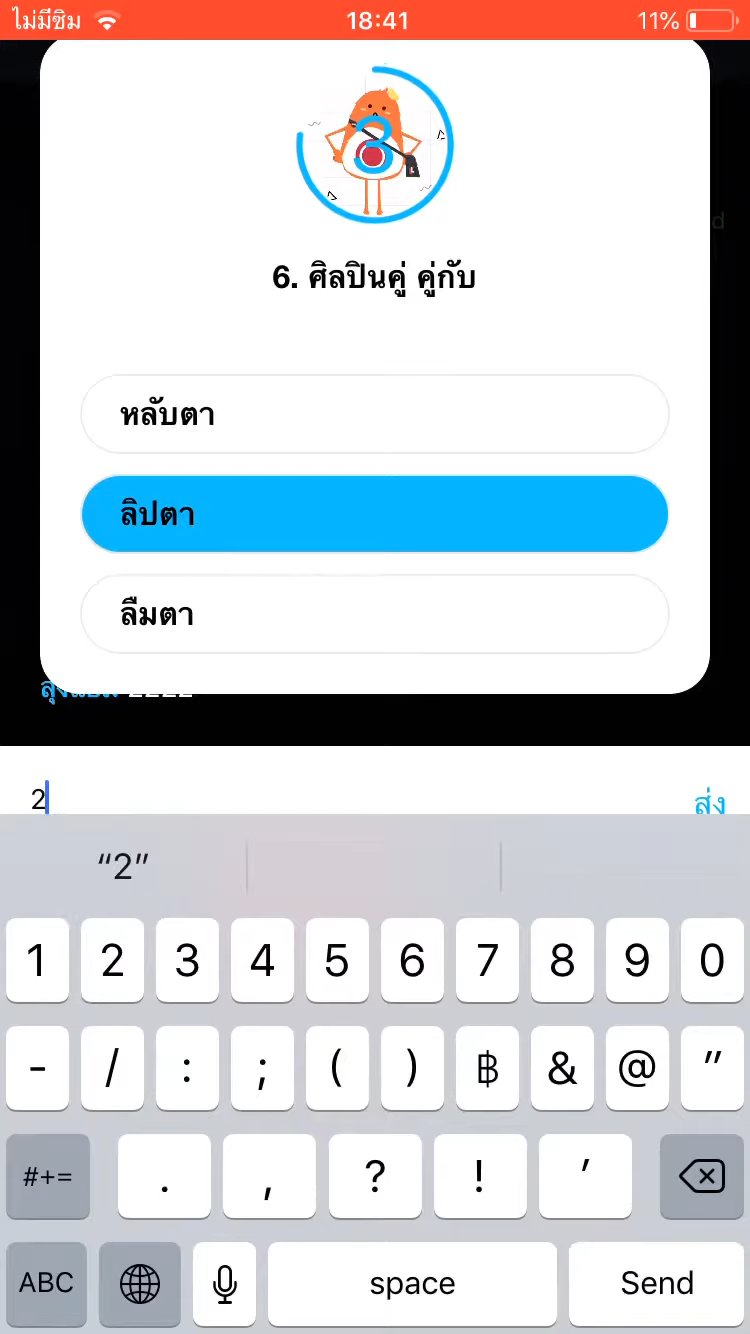 ไม่มีซิม 18:41 11%
3
6. ศิลปินคู่ คู่กับ
หลับตา
ลิปตา
ลืมตา
2 ส่ง
“2”
1 2 3 4 5 6 7 8 9 0
- / : ; ( ) ฿ & @ ”
#+= . , ? ! ’
ABC space Send